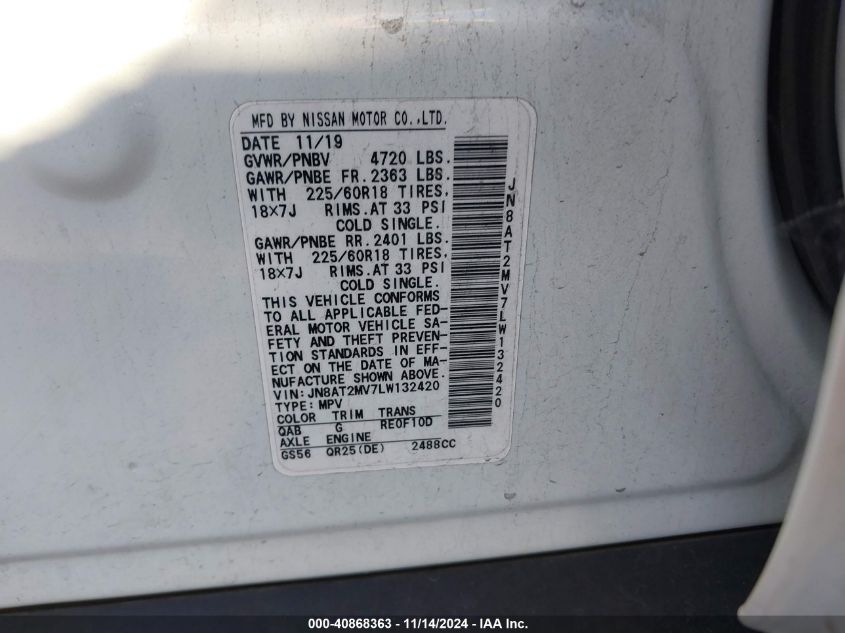 MFD BY NISSAN MOTOR CO.,LTD.
DATE 11/19
GVWR/PNBV 4720 LBS.
GAWR/PNBE FR.2363 LBS.
WITH 225/60R18 TIRES,
18×7J RIMS.AT 33 PSI
COLD SINGLE.
GAWR/PNBE RR.2401 LBS.
WITH 225/60R18 TIRES,
18×7J RIMS.AT 33 PSI
COLD SINGLE.
THIS VEHICLE CONFORMS
TO ALL APPLICABLE FED-
ERAL MOTOR VEHICLE SA-
FETY AND THEFT PREVEN-
TION STANDARDS IN EFF-
ECT ON THE DATE OF MA-
NUFACTURE SHOWN ABOVE.
VIN:JN8AT2MV7LW132420
TYPE:MPV
COLOR TRIM TRANS
QAB G RE0F10D
AXLE ENGINE
GS56 QR25(DE) 2488CC
JN8AT2MV7LW132420
000-40868363 - 11/14/2024 - IAA Inc.